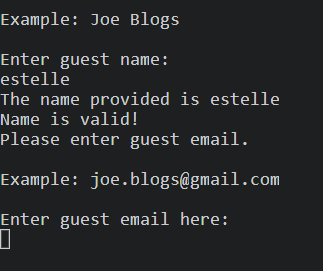 Example: Joe Blogs
Enter guest name:
estelle
The name provided is estelle
Name is valid!
Please enter guest email.
Example: joe.blogs@gmail.com
Enter guest email here: